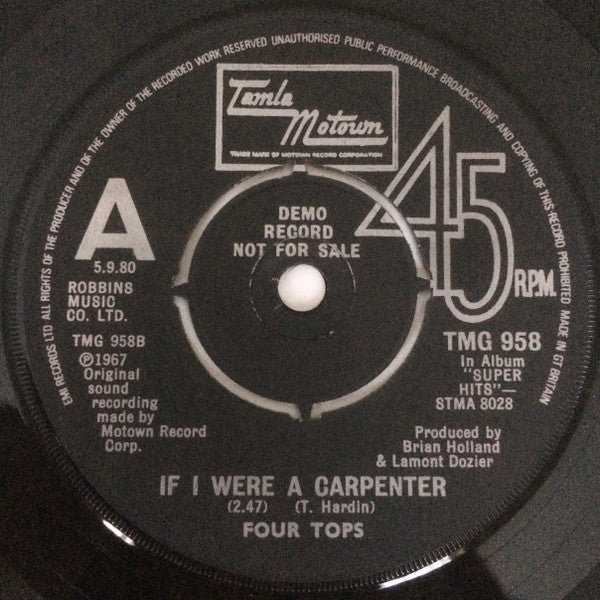 EMI RECORDS LTD ALL RIGHTS OF THE PRODUCER AND OF THE OWNER OF THE RECORDED WORK RESERVED UNAUTHORISED PUBLIC PERFORMANCE BROADCASTING AND COPYING OF THIS RECORD PROHIBITED MADE IN GT BRITAIN
Tamla
Motown
TRADE MARK OF MOTOWN RECORD CORPORATION
45
RPM.
DEMO
RECORD
NOT FOR SALE
A
5.9.80
ROBBINS
MUSIC
CO. LTD.
TMG 958B
℗1967
Original
sound
recording
made by
Motown Record
Corp.
TMG 958
In Album
"SUPER
HITS"—
STMA 8028
Produced by
Brian Holland
& Lamont Dozier
IF I WERE A CARPENTER
(2.47) (T. Hardin)
FOUR TOPS